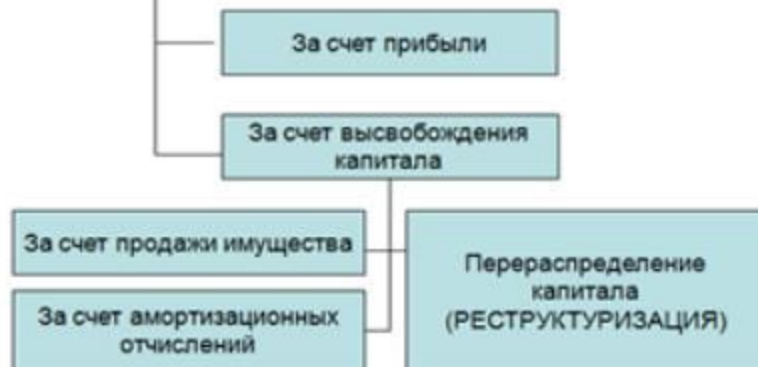 За счет прибыли
За счет высвобождения
капитала
За счет продажи имущества
За счет амортизационных
отчислений
Перераспределение
капитала
(РЕСТРУКТУРИЗАЦИЯ)